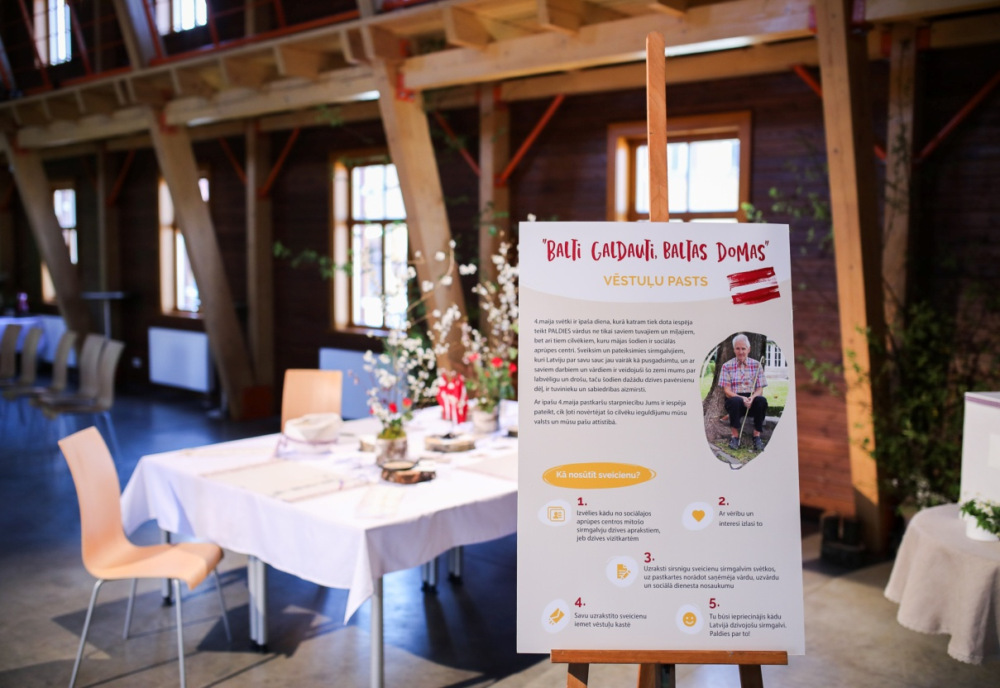 "BALTI GALDAUTI, BALTAS DOMAS"
VĒSTUĻU PASTS
4.maija svētki ir īpaša diena, kurā katram tiek dota iespēja
teikt PALDIES vārdus ne tikai saviem tuvajiem un mīļajiem,
bet arī tiem cilvēkiem, kuru mājas šodien ir sociālās
aprūpes centri. Sveiksim un pateiksimies sirmgalvjiem,
kuri Latviju par savu sauc jau vairāk kā pusgadsimtu, un ar
saviem darbiem un vārdiem ir veidojuši šo zemi mums par
labvēlīgu un drošu, taču šodien dažādu dzīves pavērsienu
dēļ, ir tuvinieku un sabiedrības aizmirsti.
Ar īpašu 4.maija pastkaršu starpniecību Jums ir iespēja
pateikt, cik ļoti novērtējat šo cilvēku ieguldījumu mūsu
valsts un mūsu pašu attīstībā.
Kā nosūtīt sveicienu?
1.
Izvēlies kādu no sociālajos
aprūpes centros mītošo
sirmgalvju dzīves aprakstiem,
jeb dzīves vizītkartēm
2.
Ar vērību un
interesi izlasi to
3.
Uzraksti sirsnīgu sveicienu sirmgalvim svētkos,
uz pastkartes norādot saņēmēja vārdu, uzvārdu
un sociālā dienesta nosaukumu
4.
Savu uzrakstīto sveicienu
iemet vēstuļu kastē
5.
Tu būsi iepriecinājis kādu
Latvijā dzīvojošu sirmgalvi.
Paldies par to!